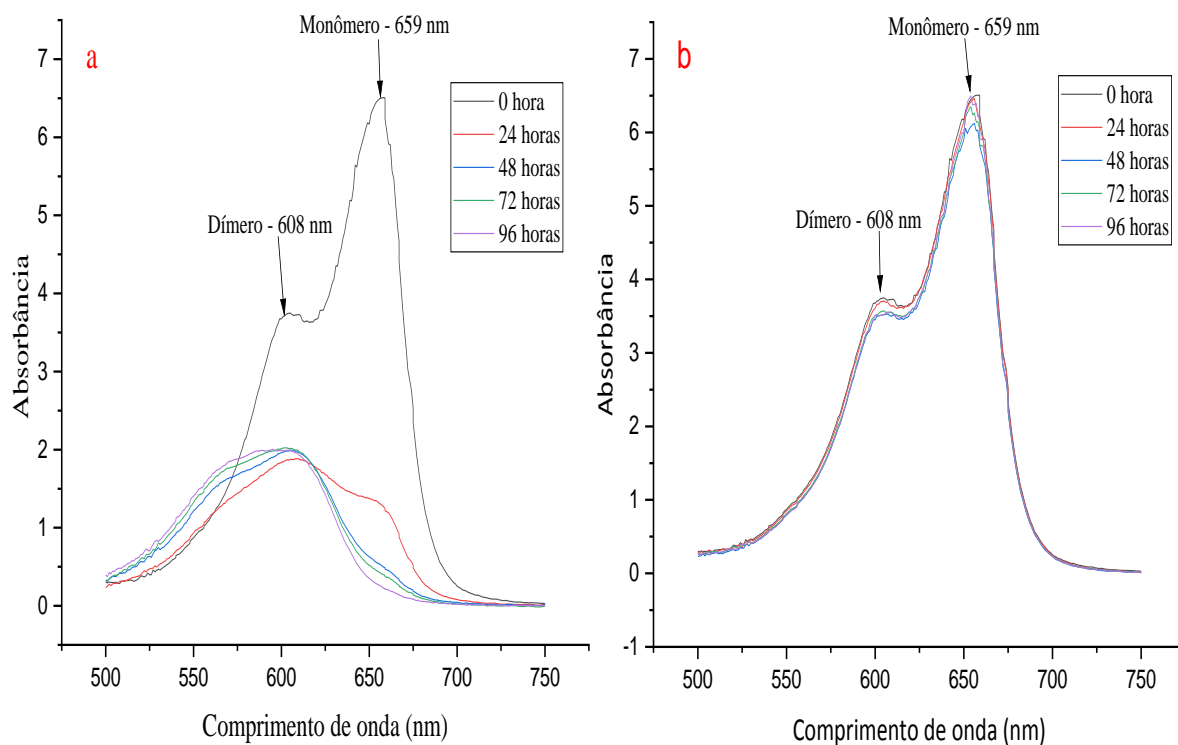 a
Monômero - 659 nm
Dímero - 608 nm
0 hora
24 horas
48 horas
72 horas
96 horas
Absorbância
7
6
5
4
3
2
1
0
500 550 600 650 700 750
Comprimento de onda (nm)
b
Monômero - 659 nm
Dímero - 608 nm
0 hora
24 horas
48 horas
72 horas
96 horas
Absorbância
7
6
5
4
3
2
1
0
-1
500 550 600 650 700 750
Comprimento de onda (nm)